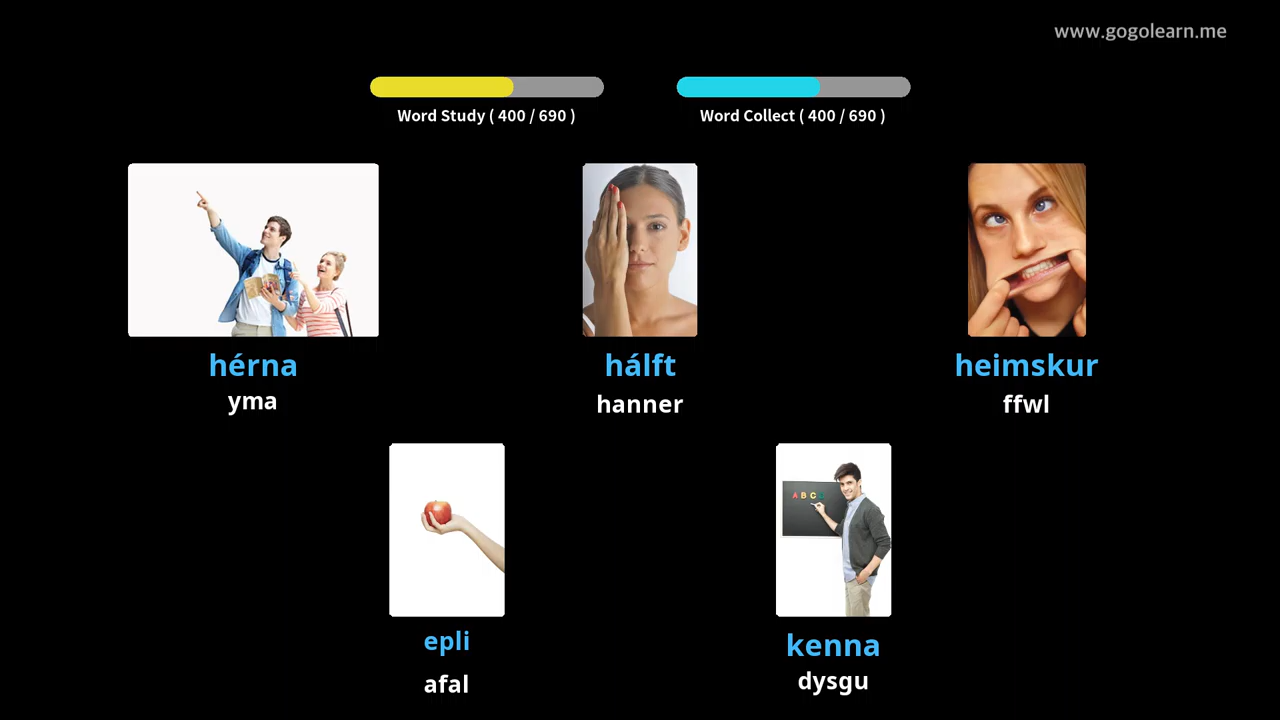 www.gogolearn.me
Word Study ( 400 / 690 )
Word Collect ( 400 / 690 )
hérna
yma
hálft
hanner
heimskur
ffwl
epli
afal
kenna
dysgu